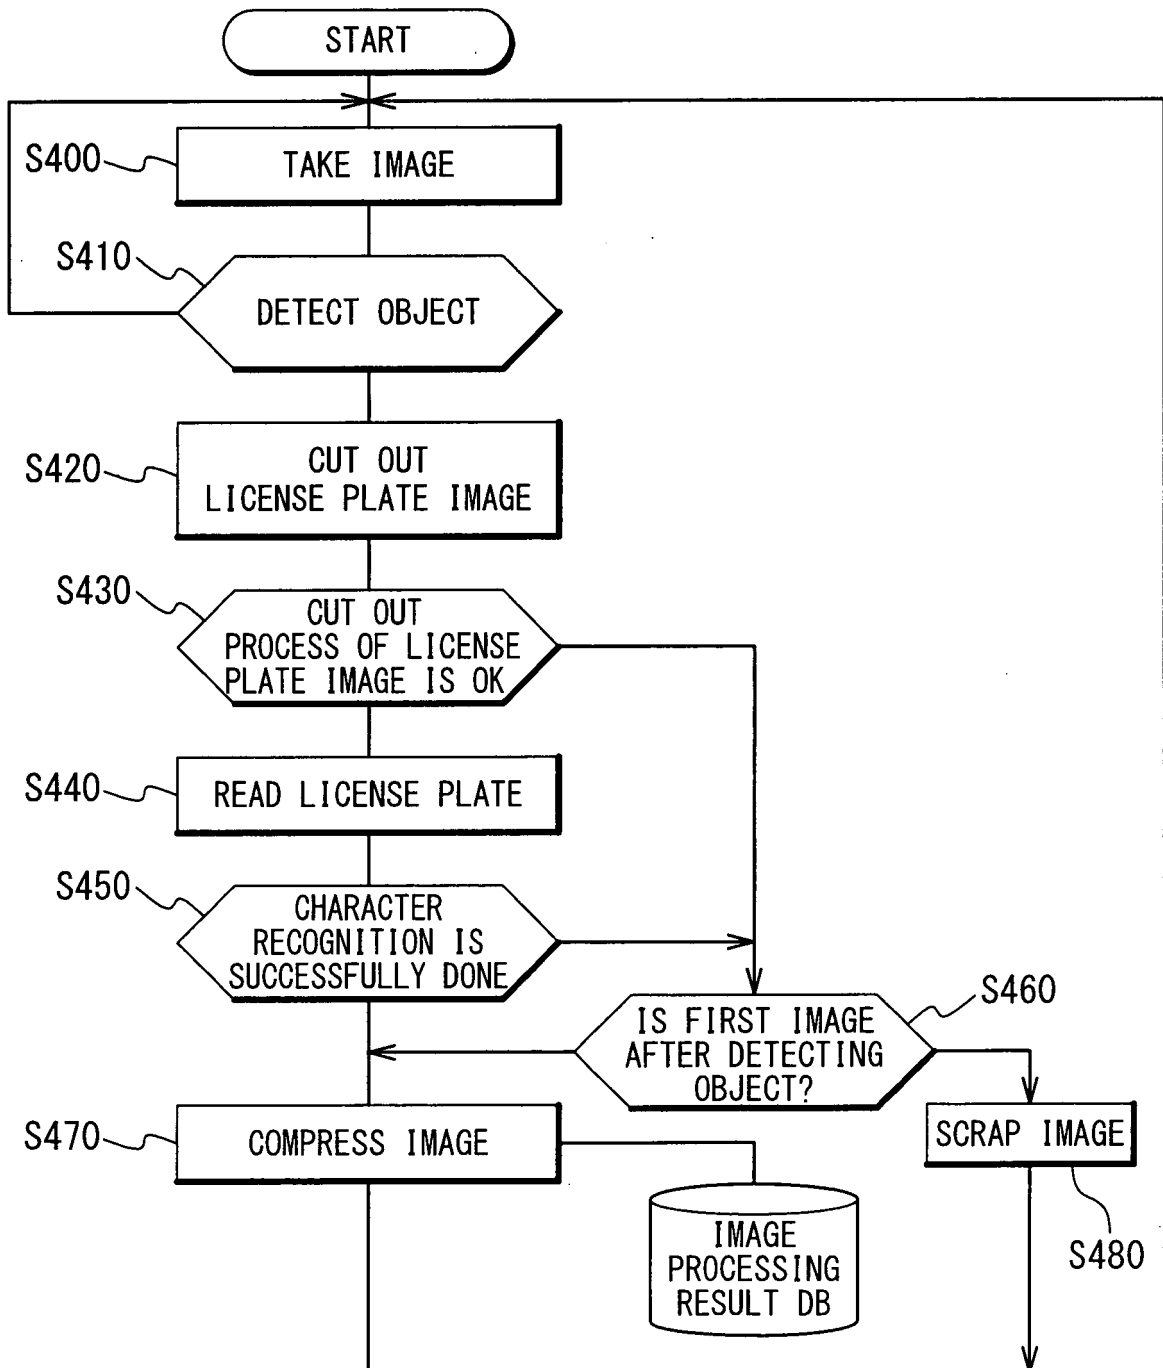 START
S400
TAKE IMAGE
S410
DETECT OBJECT
S420
CUT OUT
LICENSE PLATE IMAGE
S430
CUT OUT
PROCESS OF LICENSE
PLATE IMAGE IS OK
S440
READ LICENSE PLATE
S450
CHARACTER
RECOGNITION IS
SUCCESSFULLY DONE
S460
IS FIRST IMAGE
AFTER DETECTING
OBJECT?
S470
COMPRESS IMAGE
SCRAP IMAGE
S480
IMAGE
PROCESSING
RESULT DB